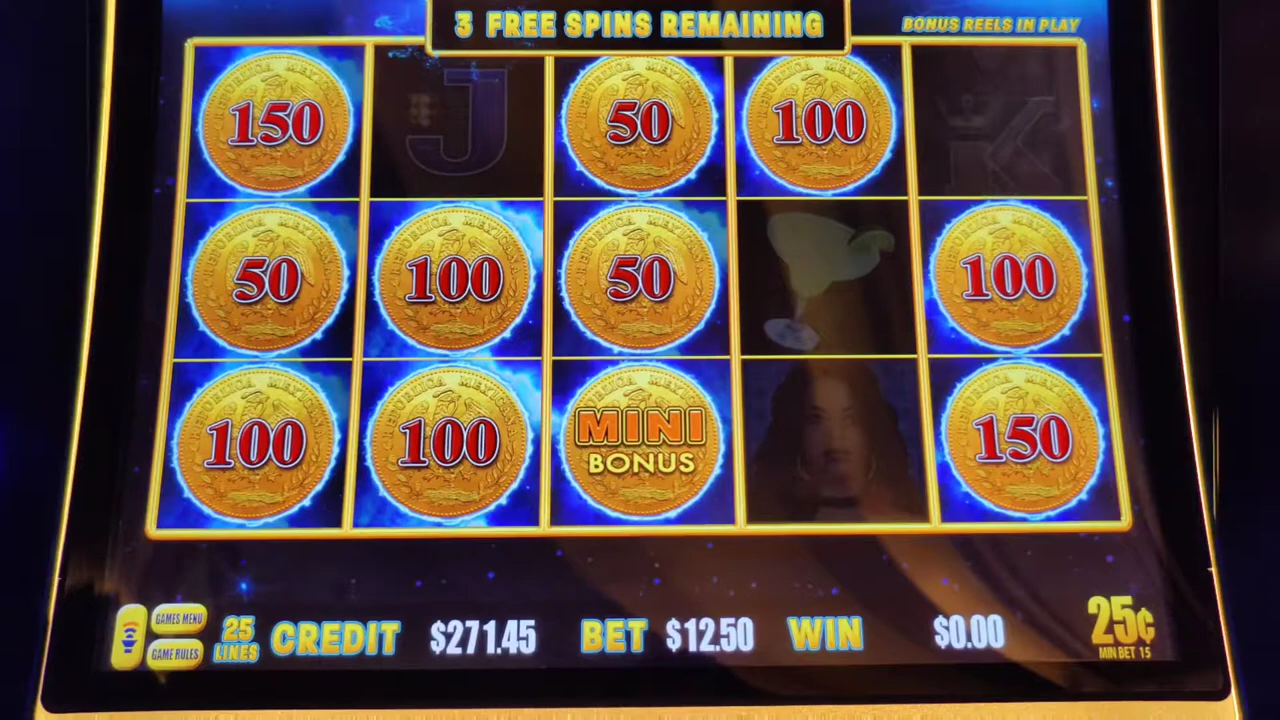 3 FREE SPINS REMAINING
BONUS REELS IN PLAY
150 J 50 100 K
50 100 50 100
100 100 MINI BONUS 150
GAMES MENU
GAME RULES
25 LINES
CREDIT $271.45 BET $12.50 WIN $0.00
25¢
MIN BET 15